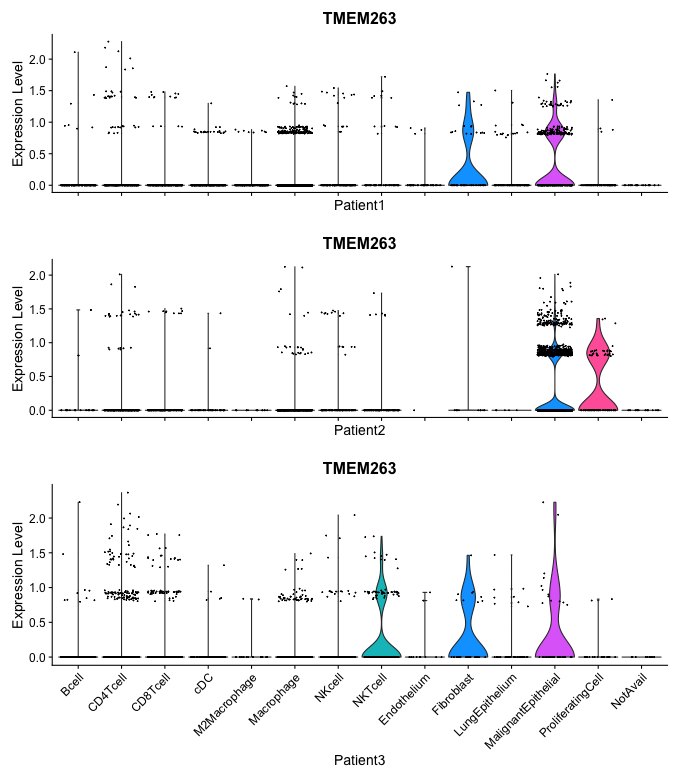 TMEM263
Expression Level
2.0
1.5
1.0
0.5
0.0
Patient1
TMEM263
Expression Level
2.0
1.5
1.0
0.5
0.0
Patient2
TMEM263
Expression Level
2.0
1.5
1.0
0.5
0.0
Bcell
CD4Tcell
CD8Tcell
cDC
M2Macrophage
Macrophage
NKcell
NKTcell
Endothelium
Fibroblast
LungEpithelium
MalignantEpithelial
ProliferatingCell
NotAvail
Patient3